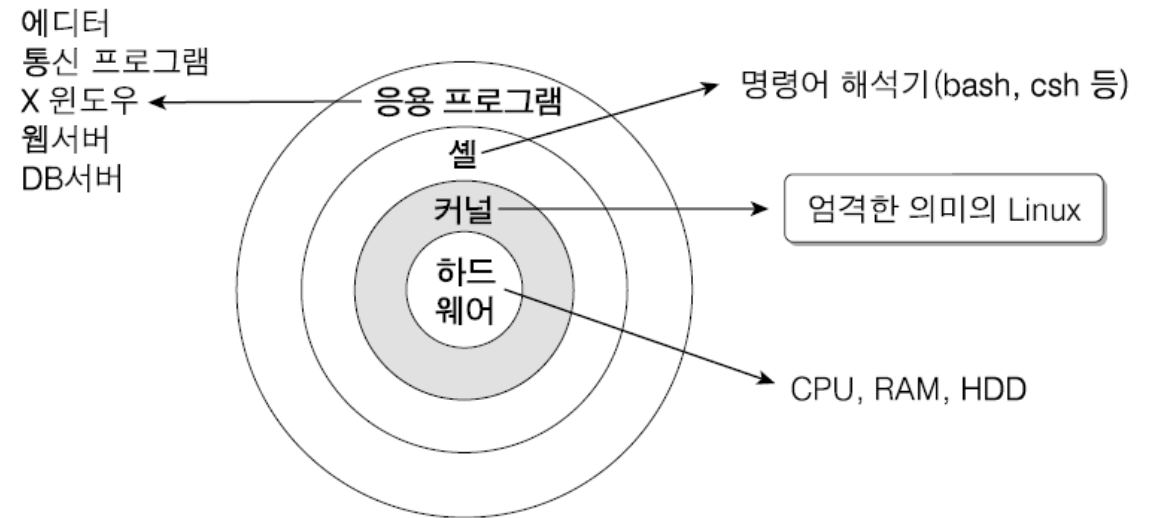 에디터
통신 프로그램
X 윈도우
웹서버
DB서버
응용 프로그램
셸
커널
하드
웨어
명령어 해석기(bash, csh 등)
엄격한 의미의 Linux
CPU, RAM, HDD